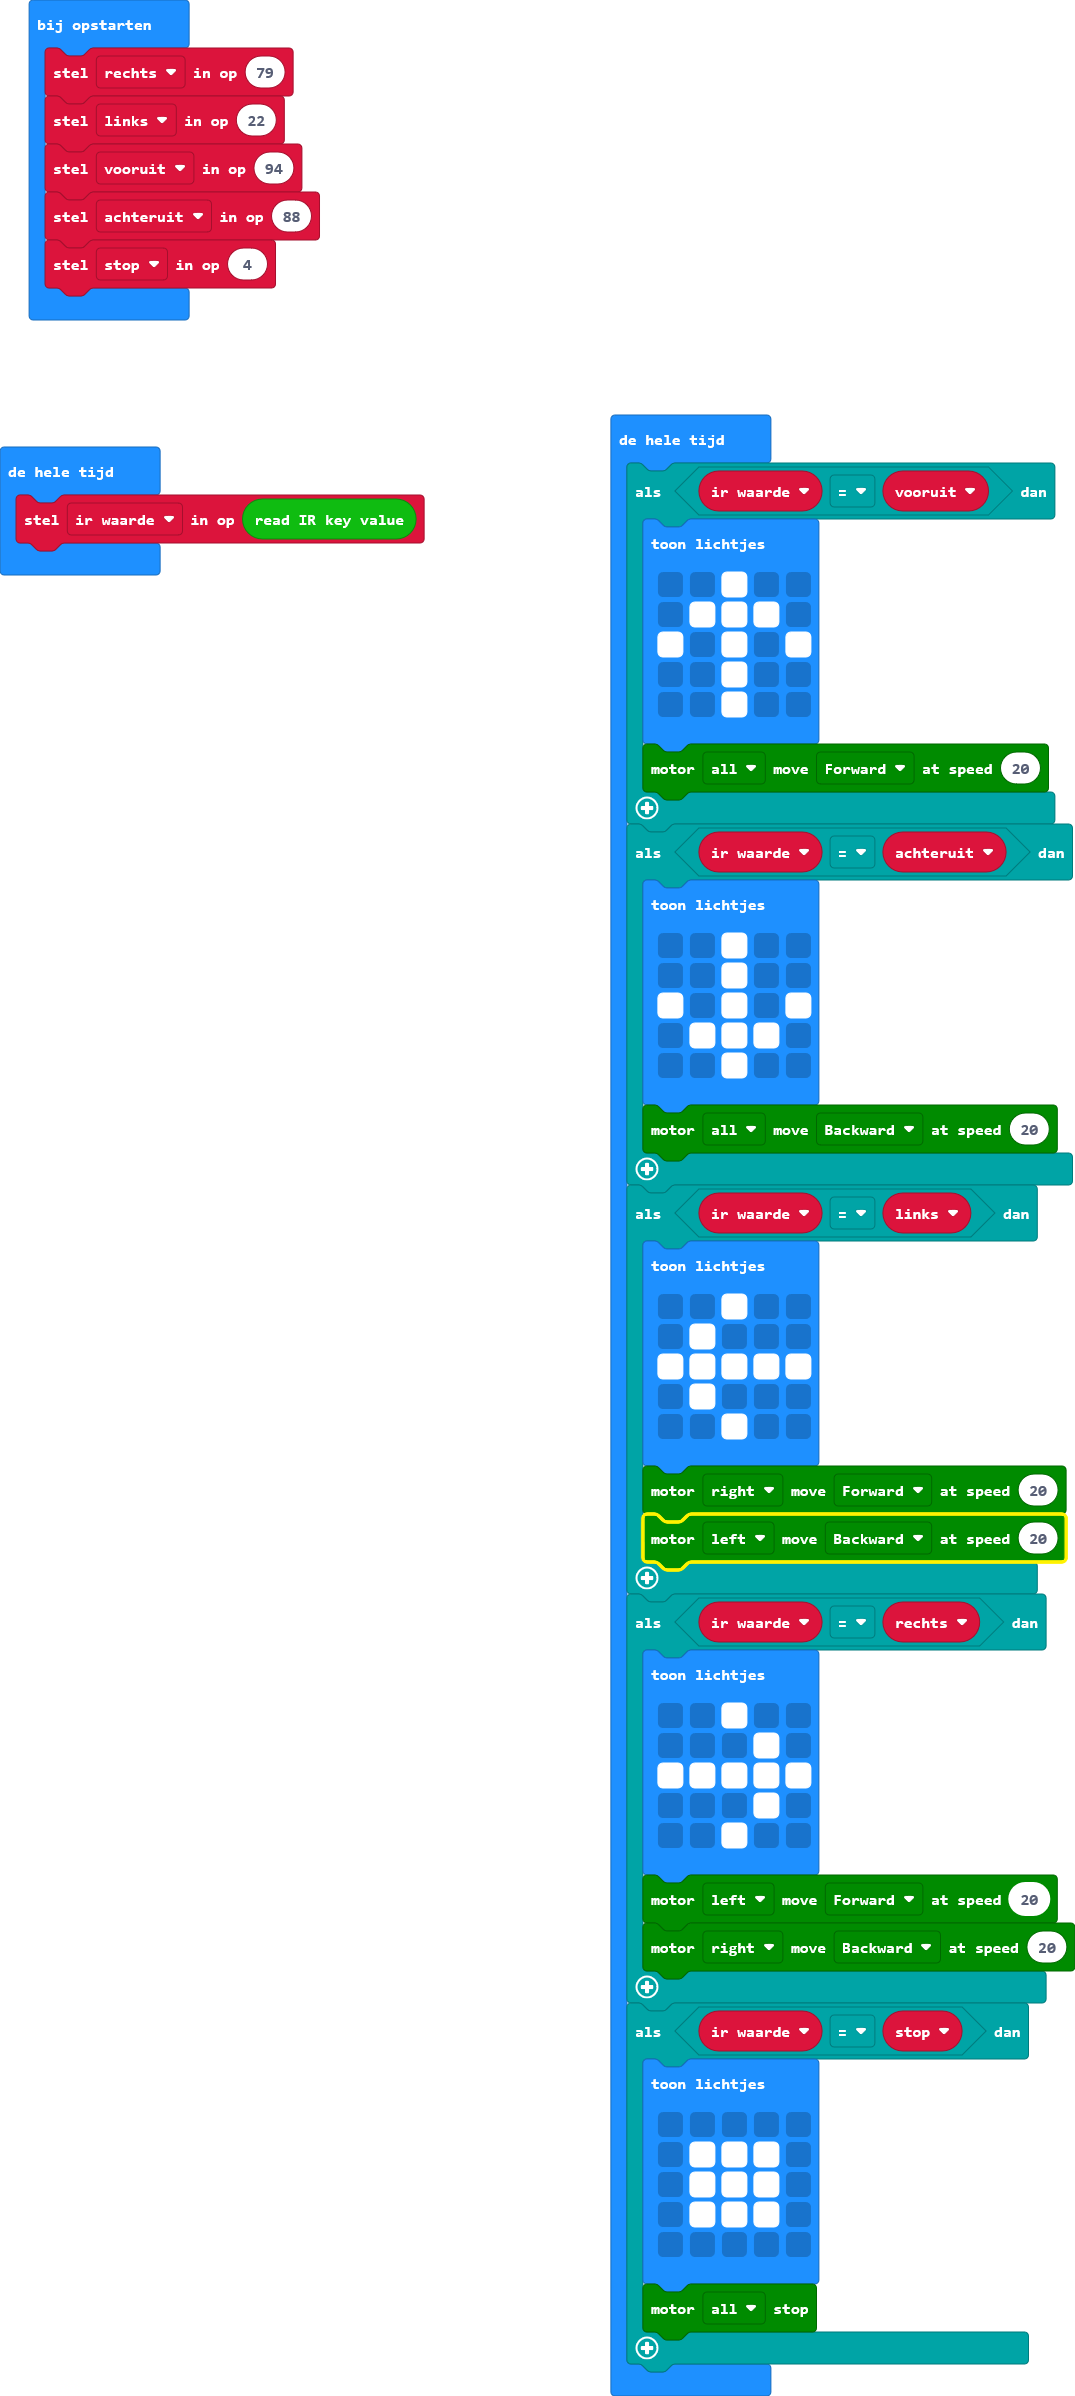 bij opstarten
stel rechts in op 79
stel links in op 22
stel vooruit in op 94
stel achteruit in op 88
stel stop in op 4
de hele tijd
stel ir waarde in op read IR key value
de hele tijd
als ir waarde = vooruit dan
toon lichtjes
motor all move Forward at speed 20
als ir waarde = achteruit dan
toon lichtjes
motor all move Backward at speed 20
als ir waarde = links dan
toon lichtjes
motor right move Forward at speed 20
motor left move Backward at speed 20
als ir waarde = rechts dan
toon lichtjes
motor left move Forward at speed 20
motor right move Backward at speed 20
als ir waarde = stop dan
toon lichtjes
motor all stop